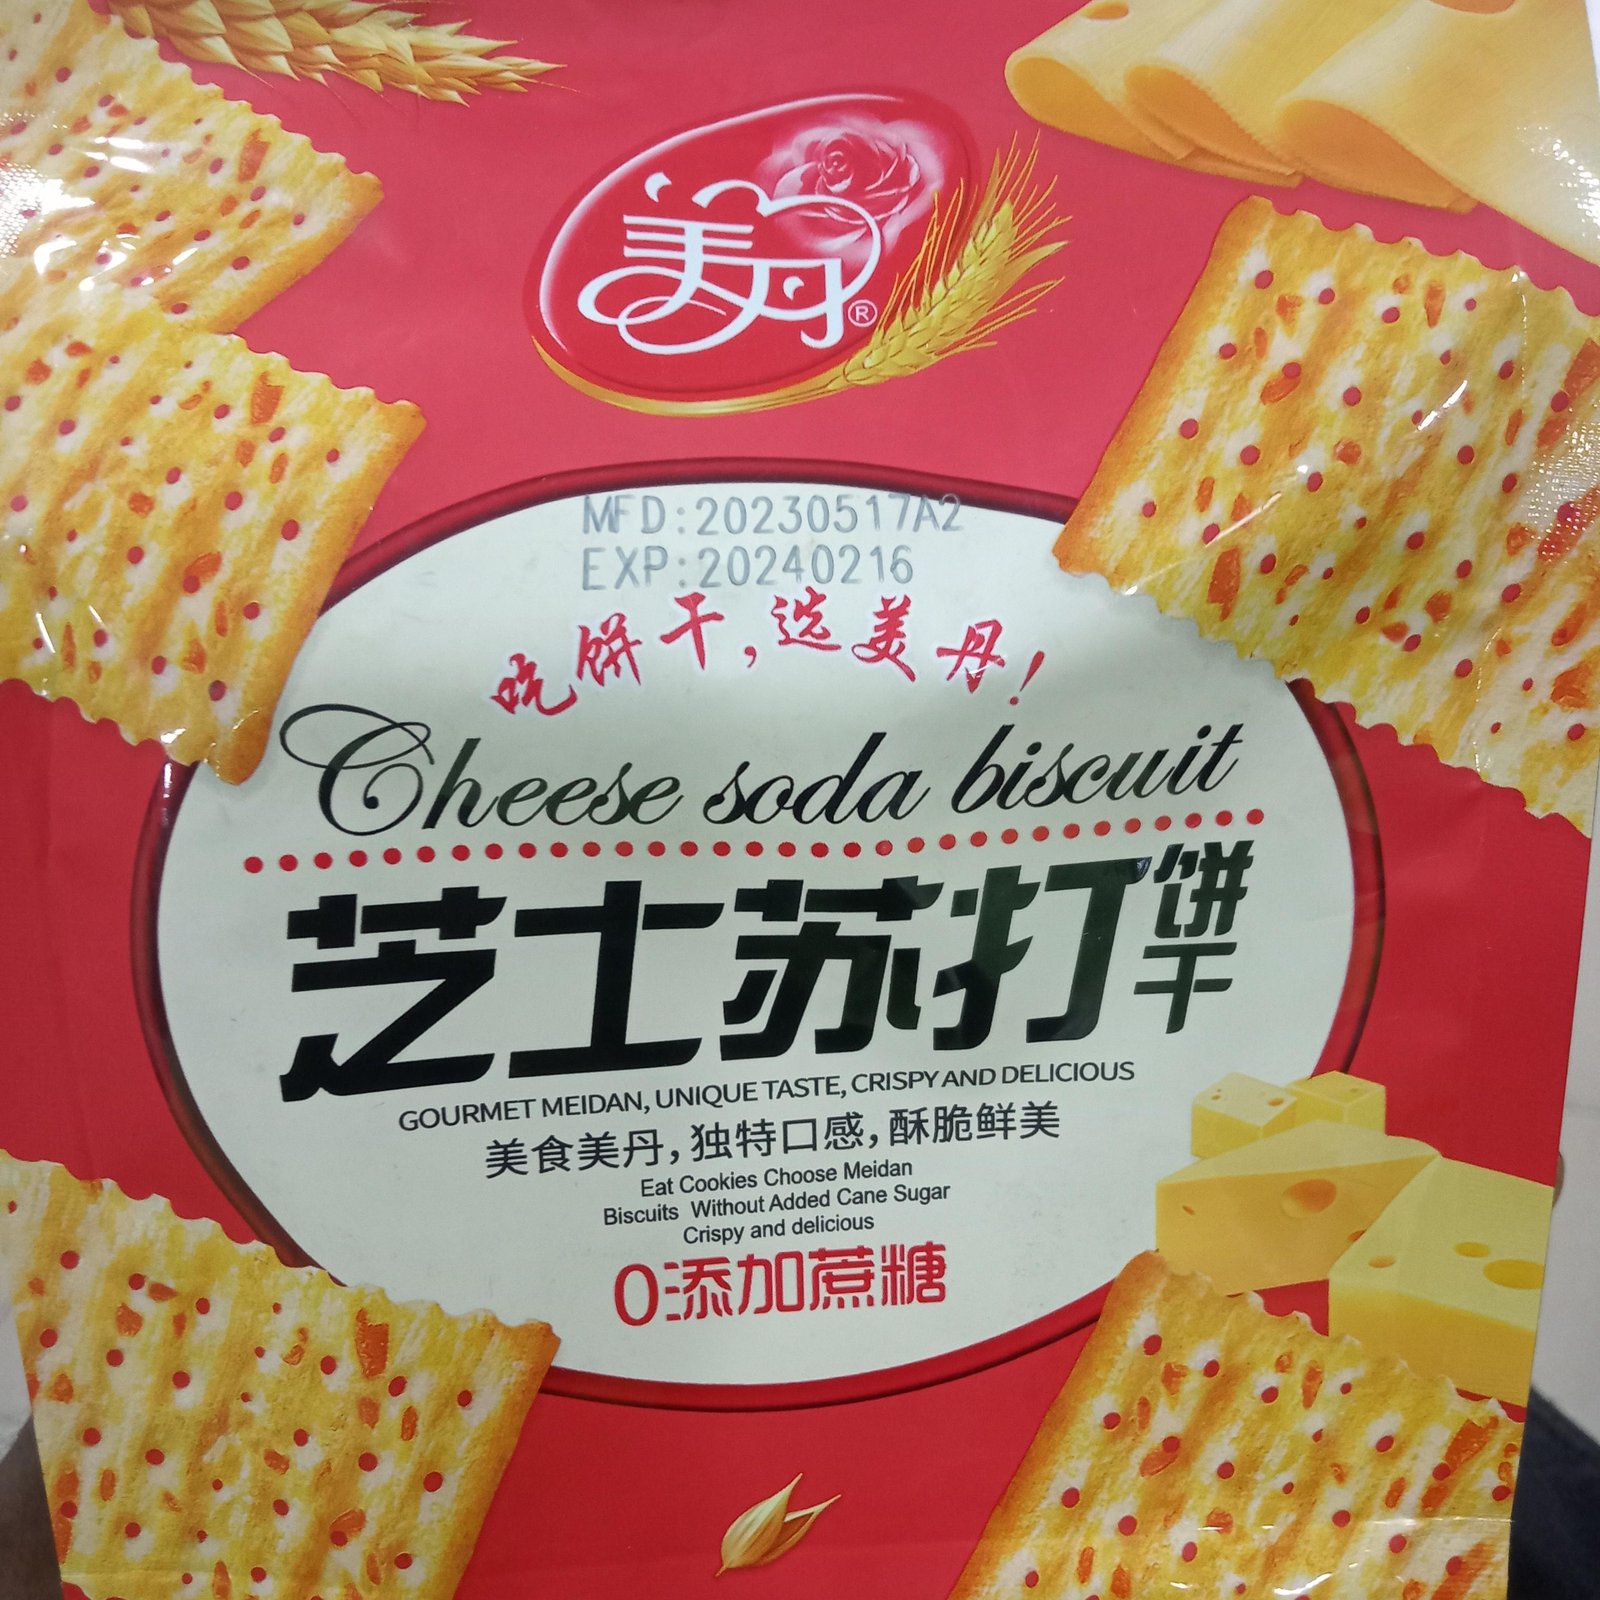 美丹®
MFD:20230517A2
EXP:20240216
吃饼干,选美丹!
Cheese soda biscuit
芝士苏打饼干
GOURMET MEIDAN, UNIQUE TASTE, CRISPY AND DELICIOUS
美食美丹,独特口感,酥脆鲜美
Eat Cookies Choose Meidan
Biscuits Without Added Cane Sugar
Crispy and delicious
0添加蔗糖